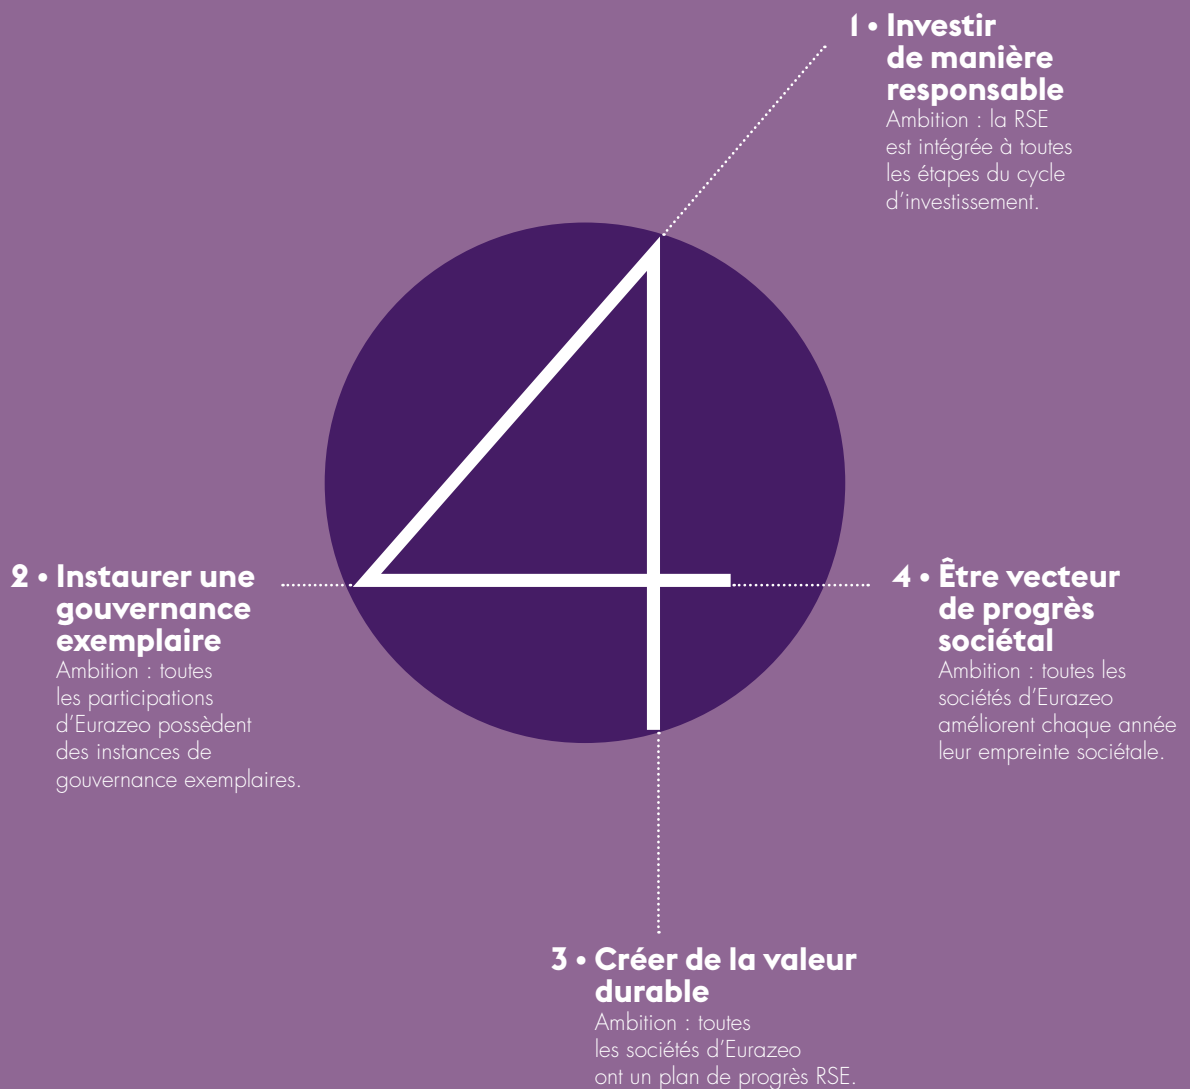 1 • Investir
de manière
responsable
Ambition : la RSE
est intégrée à toutes
les étapes du cycle
d'investissement.
4
2 • Instaurer une
gouvernance
exemplaire
Ambition : toutes
les participations
d'Eurazeo possèdent
des instances de
gouvernance exemplaires.
4 • Être vecteur
de progrès
sociétal
Ambition : toutes les
sociétés d'Eurazeo
améliorent chaque année
leur empreinte sociétale.
3 • Créer de la valeur
durable
Ambition : toutes
les sociétés d'Eurazeo
ont un plan de progrès RSE.